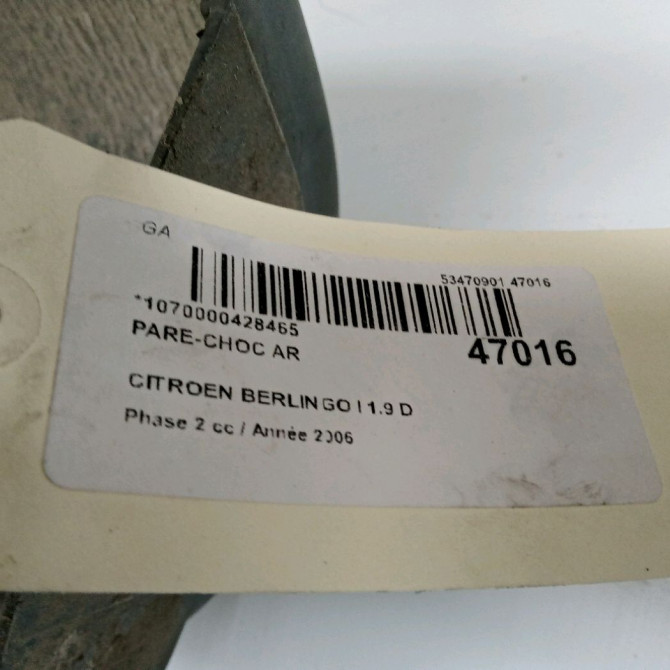 GA
53470901 47016
*1070000428465
PARE-CHOC AR
47016
CITROEN BERLINGO I 1.9 D
Phase 2 cc / Année 2006